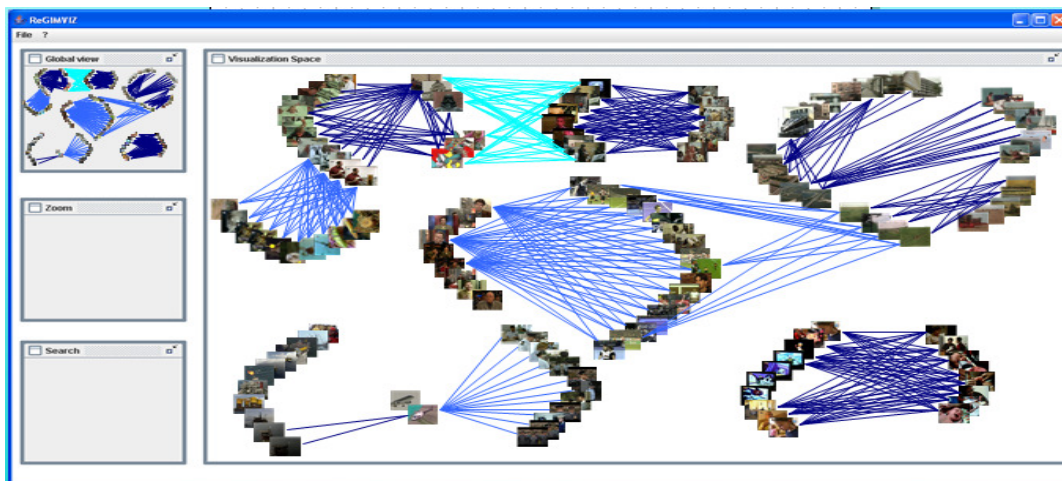 ReGIMVIZ
File ?
Global view
Visualization Space
Zoom
Search